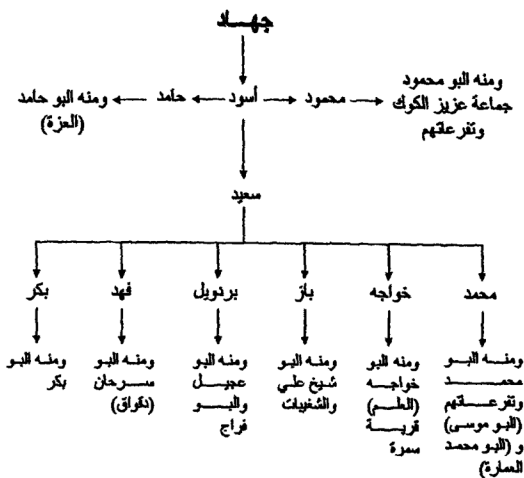 جهاد
ومنه البو محمود
جماعة عزيز الكوك
وتفرعاتهم
محمود
أسود
حامد
ومنه البو حامد
(العزة)
سعيد
محمد
خواجه
باز
بردويل
فهد
بكر
ومنه البو
محمد
وتفرعاتهم
(البو موسى)
و (البو محمد
العمارة)
ومنه البو
خواجه
(العلم)
قرية
سمرة
ومنه البو
شيخ علي
والشغيبات
ومنه البو
عجيل
والبو
فراج
ومنه البو
سرحان
(دقواق)
ومنه البو
بكر